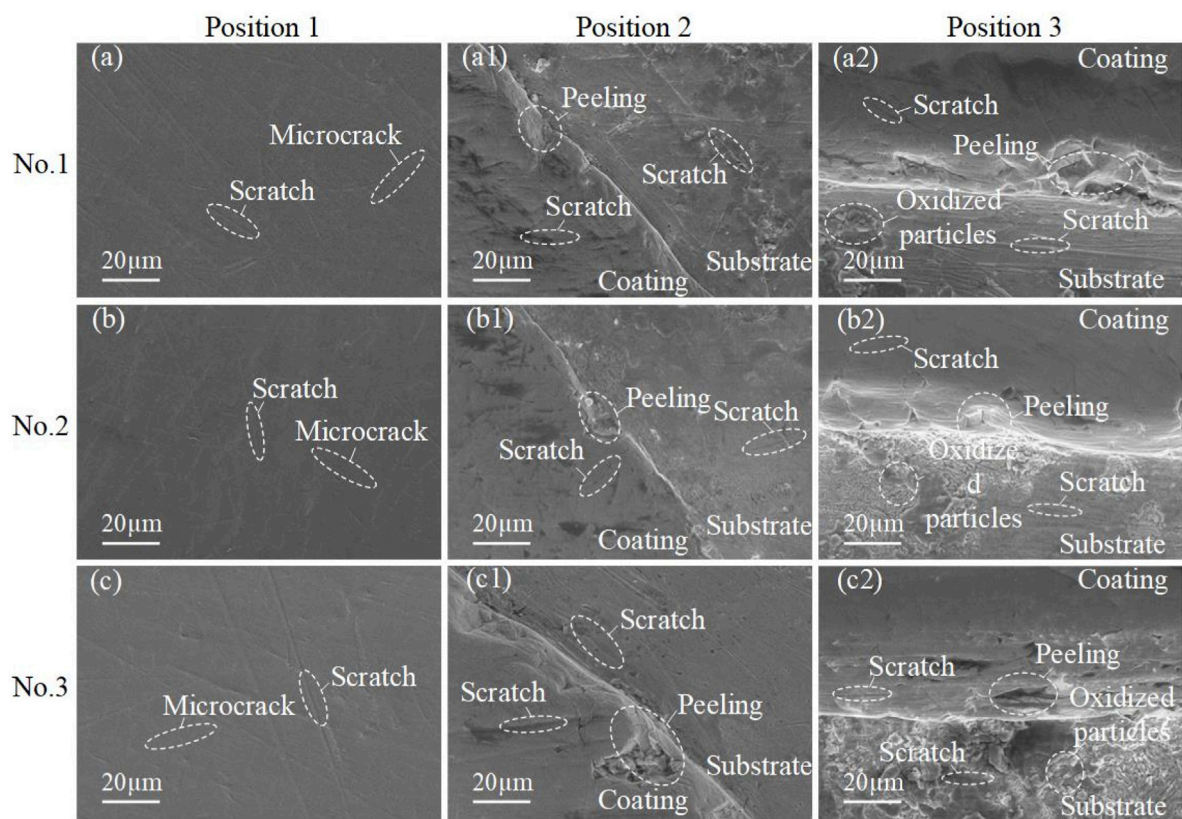 Position 1
Position 2
Position 3
No.1
(a)
Microcrack
Scratch
20μm
(a1)
Peeling
Scratch
Scratch
Substrate
Coating
20μm
(a2)
Coating
Scratch
Peeling
Oxidized
particles
Scratch
20μm
Substrate
No.2
(b)
Scratch
Microcrack
20μm
(b1)
Peeling
Scratch
Scratch
Substrate
Coating
20μm
(b2)
Coating
Scratch
Peeling
Oxidize
d
particles
Scratch
20μm
Substrate
No.3
(c)
Scratch
Microcrack
20μm
(c1)
Scratch
Scratch
Peeling
Substrate
Coating
20μm
(c2)
Coating
Peeling
Scratch
Oxidized
particles
Scratch
20μm
Substrate